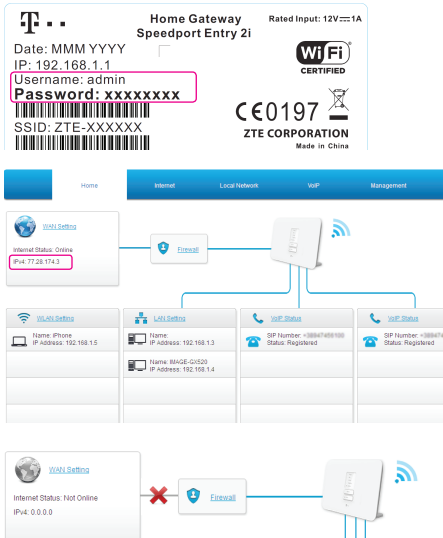 T
Home Gateway
Speedport Entry 2i
Rated Input: 12V⎓1A
Date: MMM YYYY
IP: 192.168.1.1
Username: admin
Password: xxxxxxxx
SSID: ZTE-XXXXXX
Wi Fi
CERTIFIED
CE0197
ZTE CORPORATION
Made in China
Home
Internet
Local Network
VoIP
Management
WAN Setting
Internet Status: Online
IPv4: 77.28.174.3
Firewall
WLAN Setting
Name: iPhone
IP Address: 192.168.1.5
LAN Setting
Name:
IP Address: 192.168.1.3
Name: IMAGE-GX520
IP Address: 192.168.1.4
VoIP Status
SIP Number:
Status: Registered
VoIP Status
SIP Number:
Status: Registered
WAN Setting
Internet Status: Not Online
IPv4: 0.0.0.0
Firewall